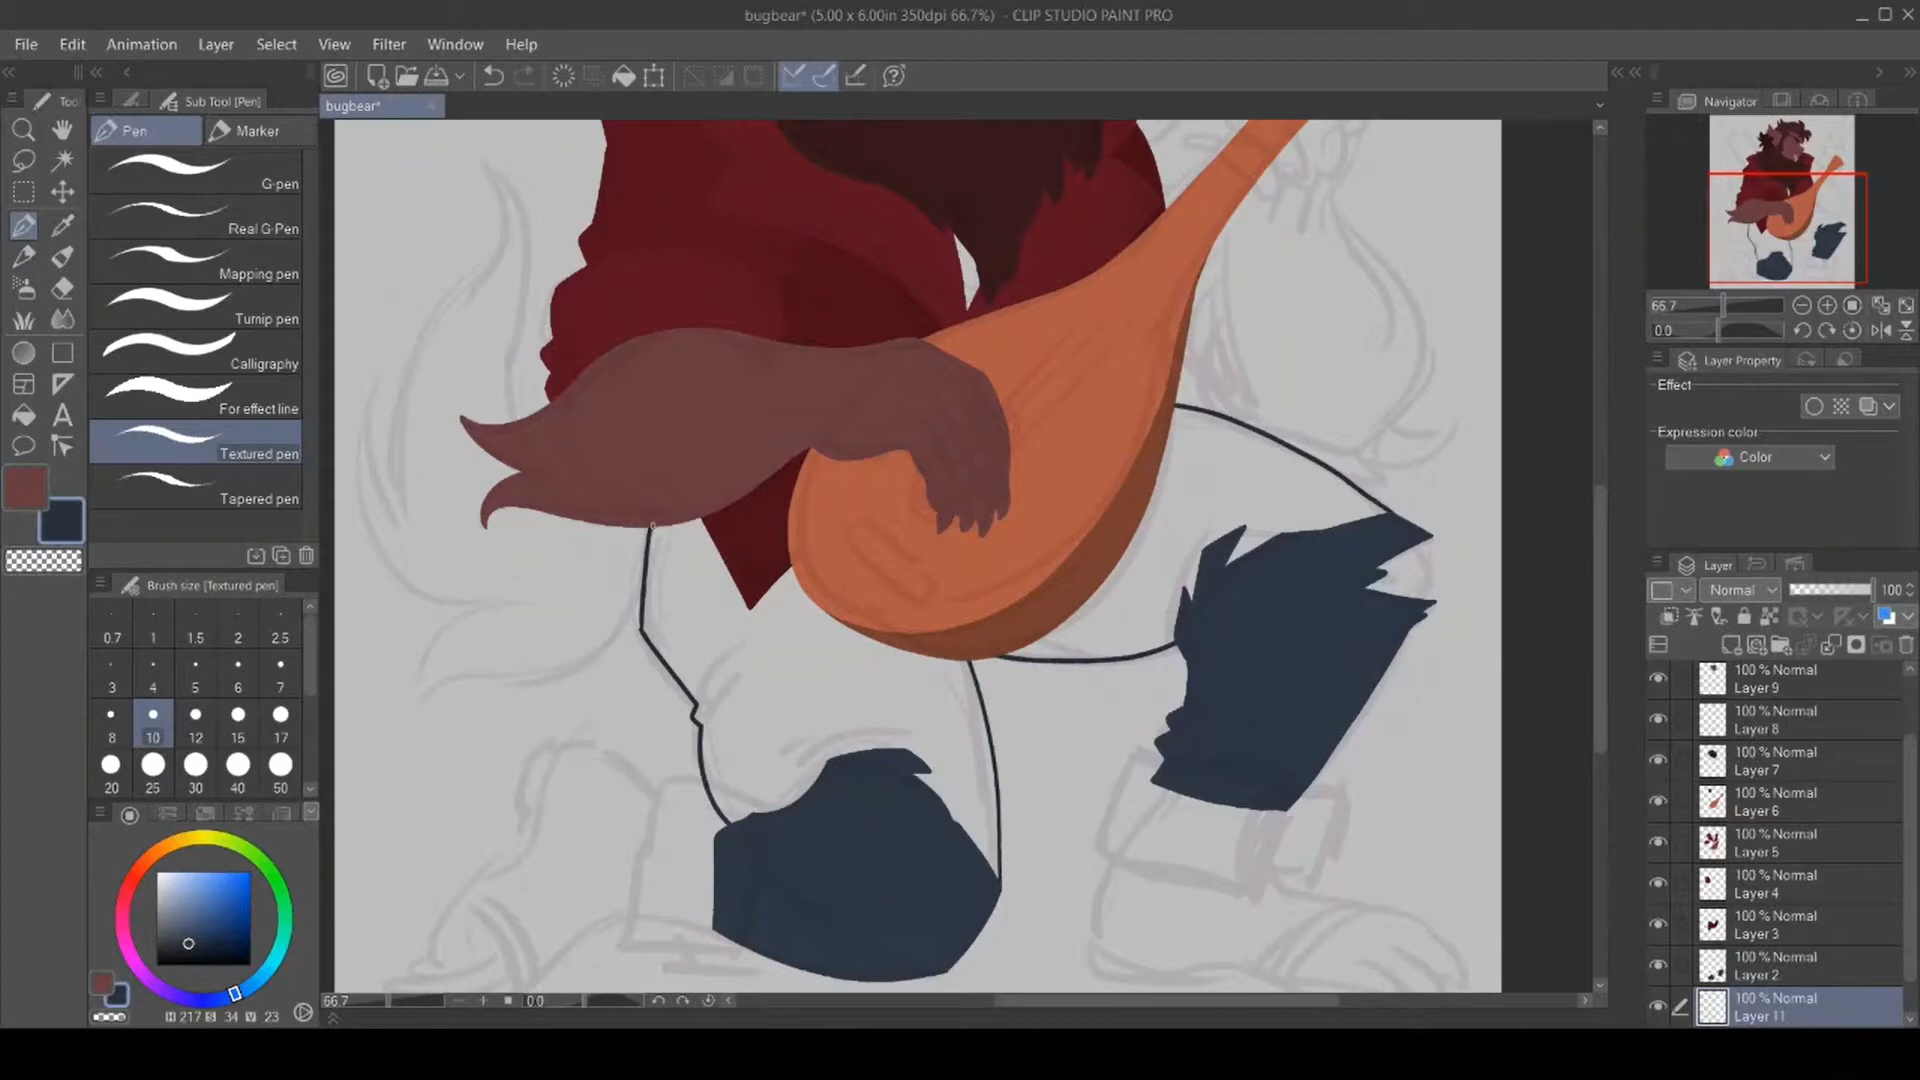 bugbear* (5.00 x 6.00in 350dpi 66.7%) - CLIP STUDIO PAINT PRO
File Edit Animation Layer Select View Filter Window Help
Too
Sub Tool [Pen]
bugbear*
Navigator
Pen Marker
G-pen
Real G-Pen
Mapping pen
Turnip pen
Calligraphy
For effect line
Textured pen
Tapered pen
66.7
0.0
Layer Property
Effect
Expression color
Color
Brush size [Textured pen]
0.7 1 1.5 2 2.5
3 4 5 6 7
8 10 12 15 17
20 25 30 40 50
H 217 S 34 V 23
66.7 0.0
Layer
Normal 100
100 % Normal
Layer 9
100 % Normal
Layer 8
100 % Normal
Layer 7
100 % Normal
Layer 6
100 % Normal
Layer 5
100 % Normal
Layer 4
100 % Normal
Layer 3
100 % Normal
Layer 2
100 % Normal
Layer 11